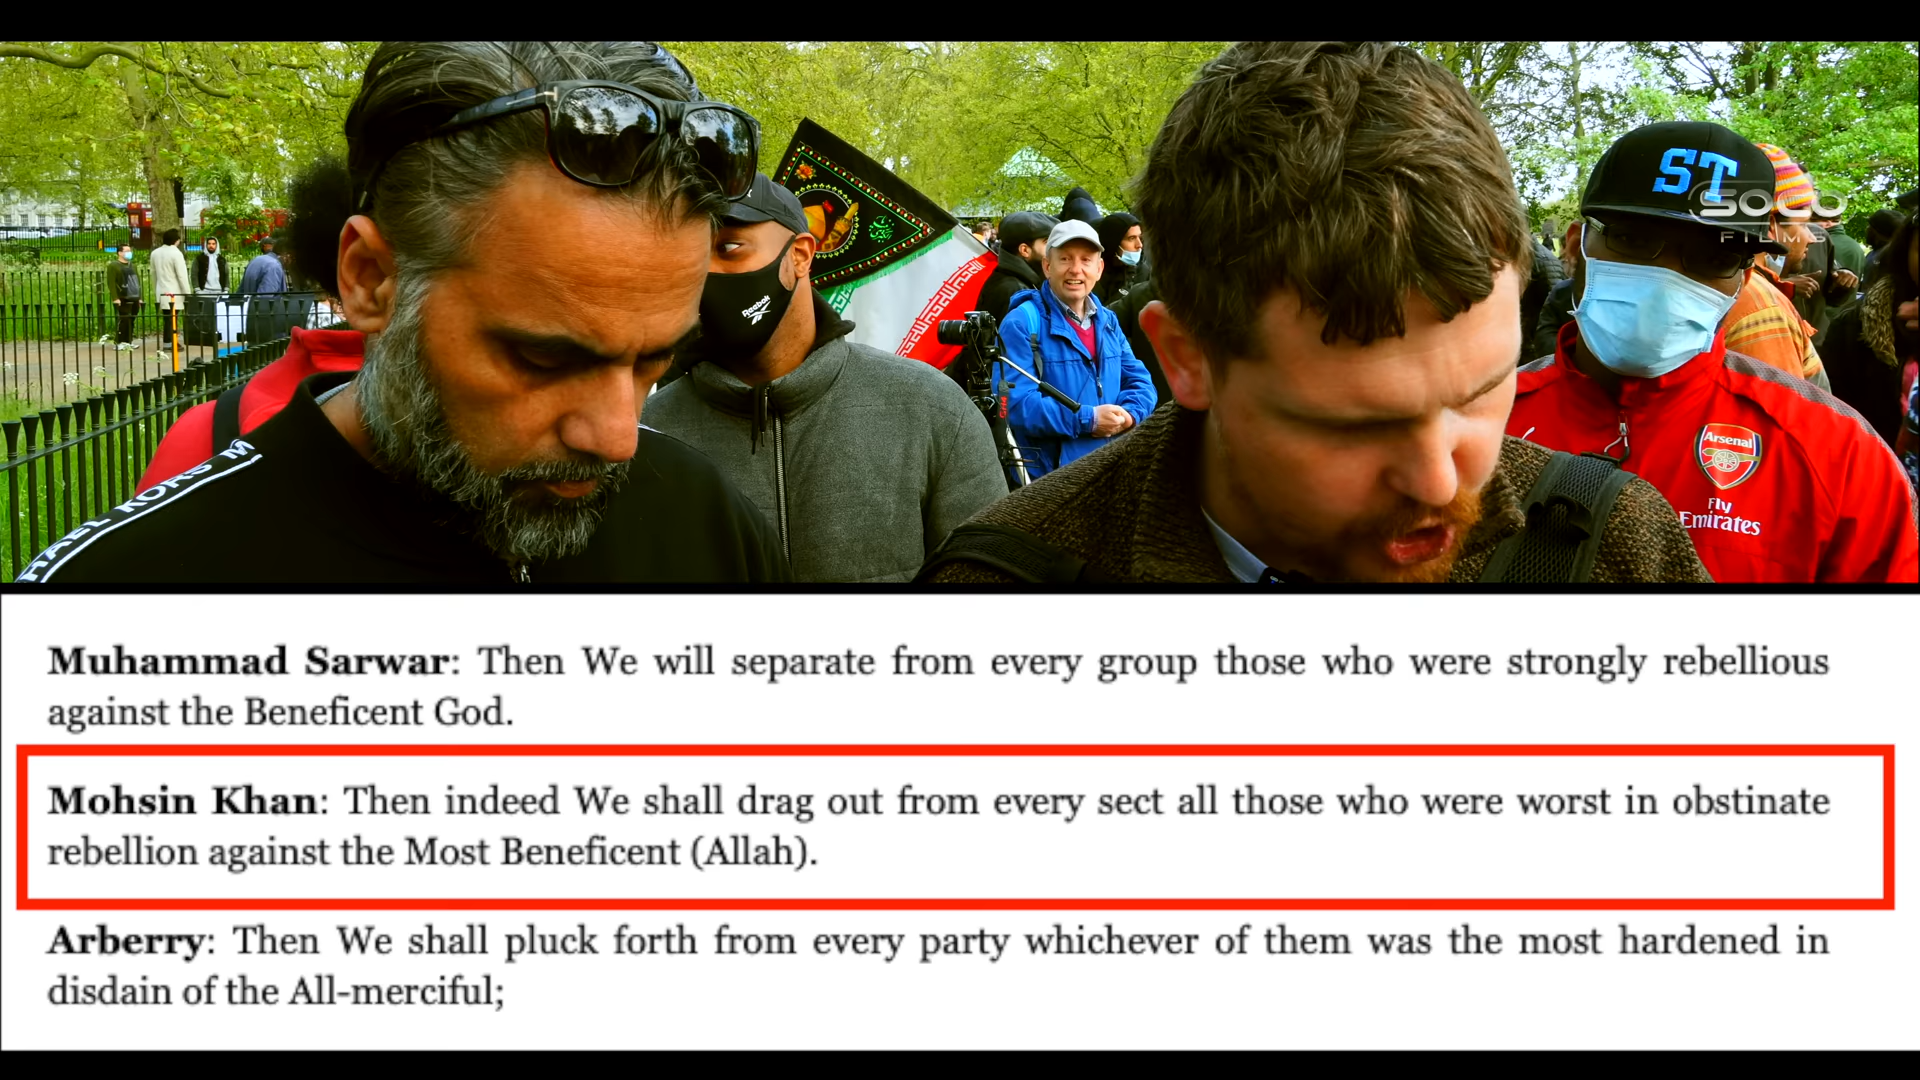 ST
SOCO
FILMS
Reebok
Arsenal
Fly
Emirates
HAEL KORS M
Muhammad Sarwar: Then We will separate from every group those who were strongly rebellious
against the Beneficent God.
Mohsin Khan: Then indeed We shall drag out from every sect all those who were worst in obstinate
rebellion against the Most Beneficent (Allah).
Arberry: Then We shall pluck forth from every party whichever of them was the most hardened in
disdain of the All-merciful;